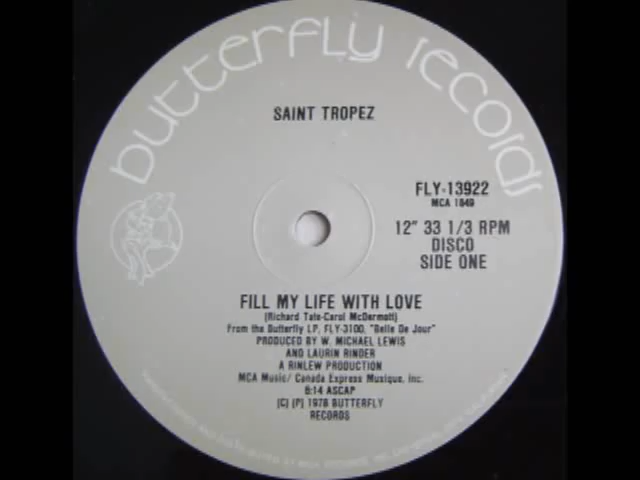 butterfly records
SAINT TROPEZ
FLY-13922
MCA 1849
12" 33 1/3 RPM
DISCO
SIDE ONE
FILL MY LIFE WITH LOVE
(Richard Tate-Carol McDermott)
From the Butterfly LP, FLY-3100, "Belle De Jour"
PRODUCED BY W. MICHAEL LEWIS
AND LAURIN RINDER
A RINLEW PRODUCTION
MCA Music/ Canada Express Musique, Inc.
6:14 ASCAP
(C) (P) 1978 BUTTERFLY
RECORDS